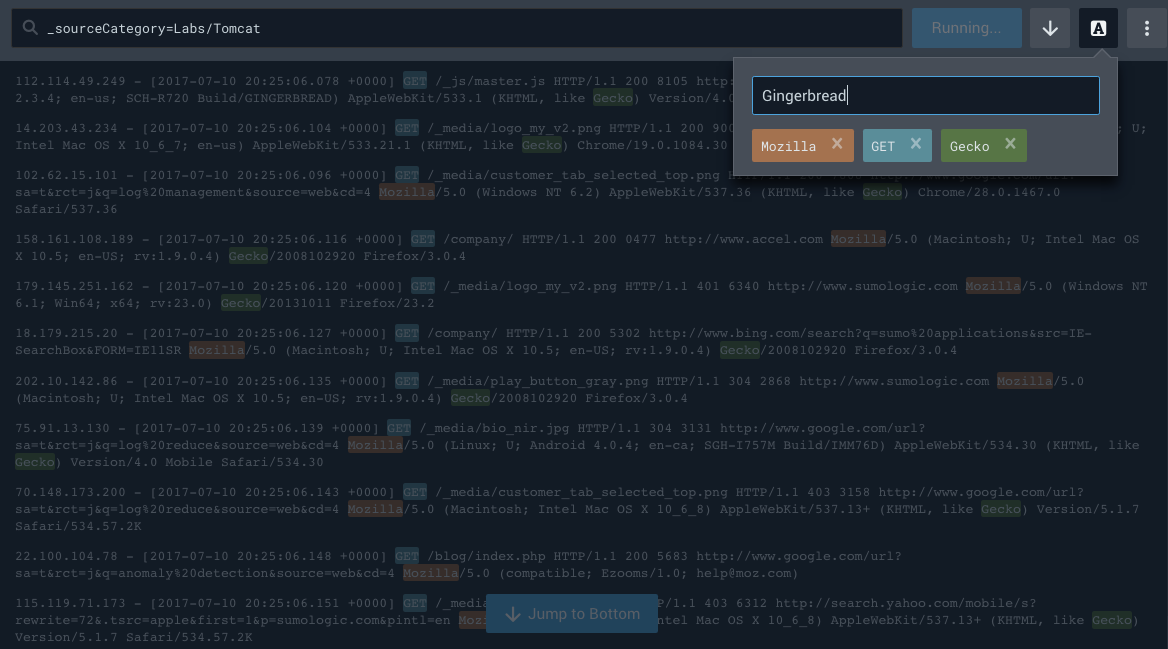 _sourceCategory=Labs/Tomcat
Running...
A
Gingerbread
Mozilla ×
GET ×
Gecko ×
112.114.49.249 - [2017-07-10 20:25:06.078 +0000] GET /_js/master.js HTTP/1.1 200 8105 http:
2.3.4; en-us; SCH-R720 Build/GINGERBREAD) AppleWebKit/533.1 (KHTML, like Gecko) Version/4.0
14.203.43.234 - [2017-07-10 20:25:06.104 +0000] GET /_media/logo_my_v2.png HTTP/1.1 200 900 U;
Intel Mac OS X 10_6_7; en-us) AppleWebKit/533.21.1 (KHTML, like Gecko) Chrome/19.0.1084.30
102.62.15.101 - [2017-07-10 20:25:06.096 +0000] GET /_media/customer_tab_selected_top.png
sa=t&rct=j&q=log%20management&source=web&cd=4 Mozilla/5.0 (Windows NT 6.2) AppleWebKit/537.36 (KHTML, like Gecko) Chrome/28.0.1467.0
Safari/537.36
158.161.108.189 - [2017-07-10 20:25:06.116 +0000] GET /company/ HTTP/1.1 200 0477 http://www.accel.com Mozilla/5.0 (Macintosh; U; Intel Mac OS
X 10.5; en-US; rv:1.9.0.4) Gecko/2008102920 Firefox/3.0.4
179.145.251.162 - [2017-07-10 20:25:06.120 +0000] GET /_media/logo_my_v2.png HTTP/1.1 401 6340 http://www.sumologic.com Mozilla/5.0 (Windows NT
6.1; Win64; x64; rv:23.0) Gecko/20131011 Firefox/23.2
18.179.215.20 - [2017-07-10 20:25:06.127 +0000] GET /company/ HTTP/1.1 200 5302 http://www.bing.com/search?q=sumo%20applications&src=IE-
SearchBox&FORM=IE11SR Mozilla/5.0 (Macintosh; U; Intel Mac OS X 10.5; en-US; rv:1.9.0.4) Gecko/2008102920 Firefox/3.0.4
202.10.142.86 - [2017-07-10 20:25:06.135 +0000] GET /_media/play_button_gray.png HTTP/1.1 304 2868 http://www.sumologic.com Mozilla/5.0
(Macintosh; U; Intel Mac OS X 10.5; en-US; rv:1.9.0.4) Gecko/2008102920 Firefox/3.0.4
75.91.13.130 - [2017-07-10 20:25:06.139 +0000] GET /_media/bio_nir.jpg HTTP/1.1 304 3131 http://www.google.com/url?
sa=t&rct=j&q=log%20reduce&source=web&cd=4 Mozilla/5.0 (Linux; U; Android 4.0.4; en-ca; SGH-I757M Build/IMM76D) AppleWebKit/534.30 (KHTML, like
Gecko) Version/4.0 Mobile Safari/534.30
70.148.173.200 - [2017-07-10 20:25:06.143 +0000] GET /_media/customer_tab_selected_top.png HTTP/1.1 403 3158 http://www.google.com/url?
sa=t&rct=j&q=log%20reduce&source=web&cd=4 Mozilla/5.0 (Macintosh; Intel Mac OS X 10_6_8) AppleWebKit/537.13+ (KHTML, like Gecko) Version/5.1.7
Safari/534.57.2K
22.100.104.78 - [2017-07-10 20:25:06.148 +0000] GET /blog/index.php HTTP/1.1 200 5683 http://www.google.com/url?
sa=t&rct=j&q=anomaly%20detection&source=web&cd=4 Mozilla/5.0 (compatible; Ezooms/1.0; help@moz.com)
115.119.71.173 - [2017-07-10 20:25:06.151 +0000] GET /_media P/1.1 403 6312 http://search.yahoo.com/mobile/s?
rewrite=72&.tsrc=apple&first=1&p=sumologic.com&pintl=en Moz ntel Mac OS X 10_6_8) AppleWebKit/537.13+ (KHTML, like Gecko)
Version/5.1.7 Safari/534.57.2K
Jump to Bottom